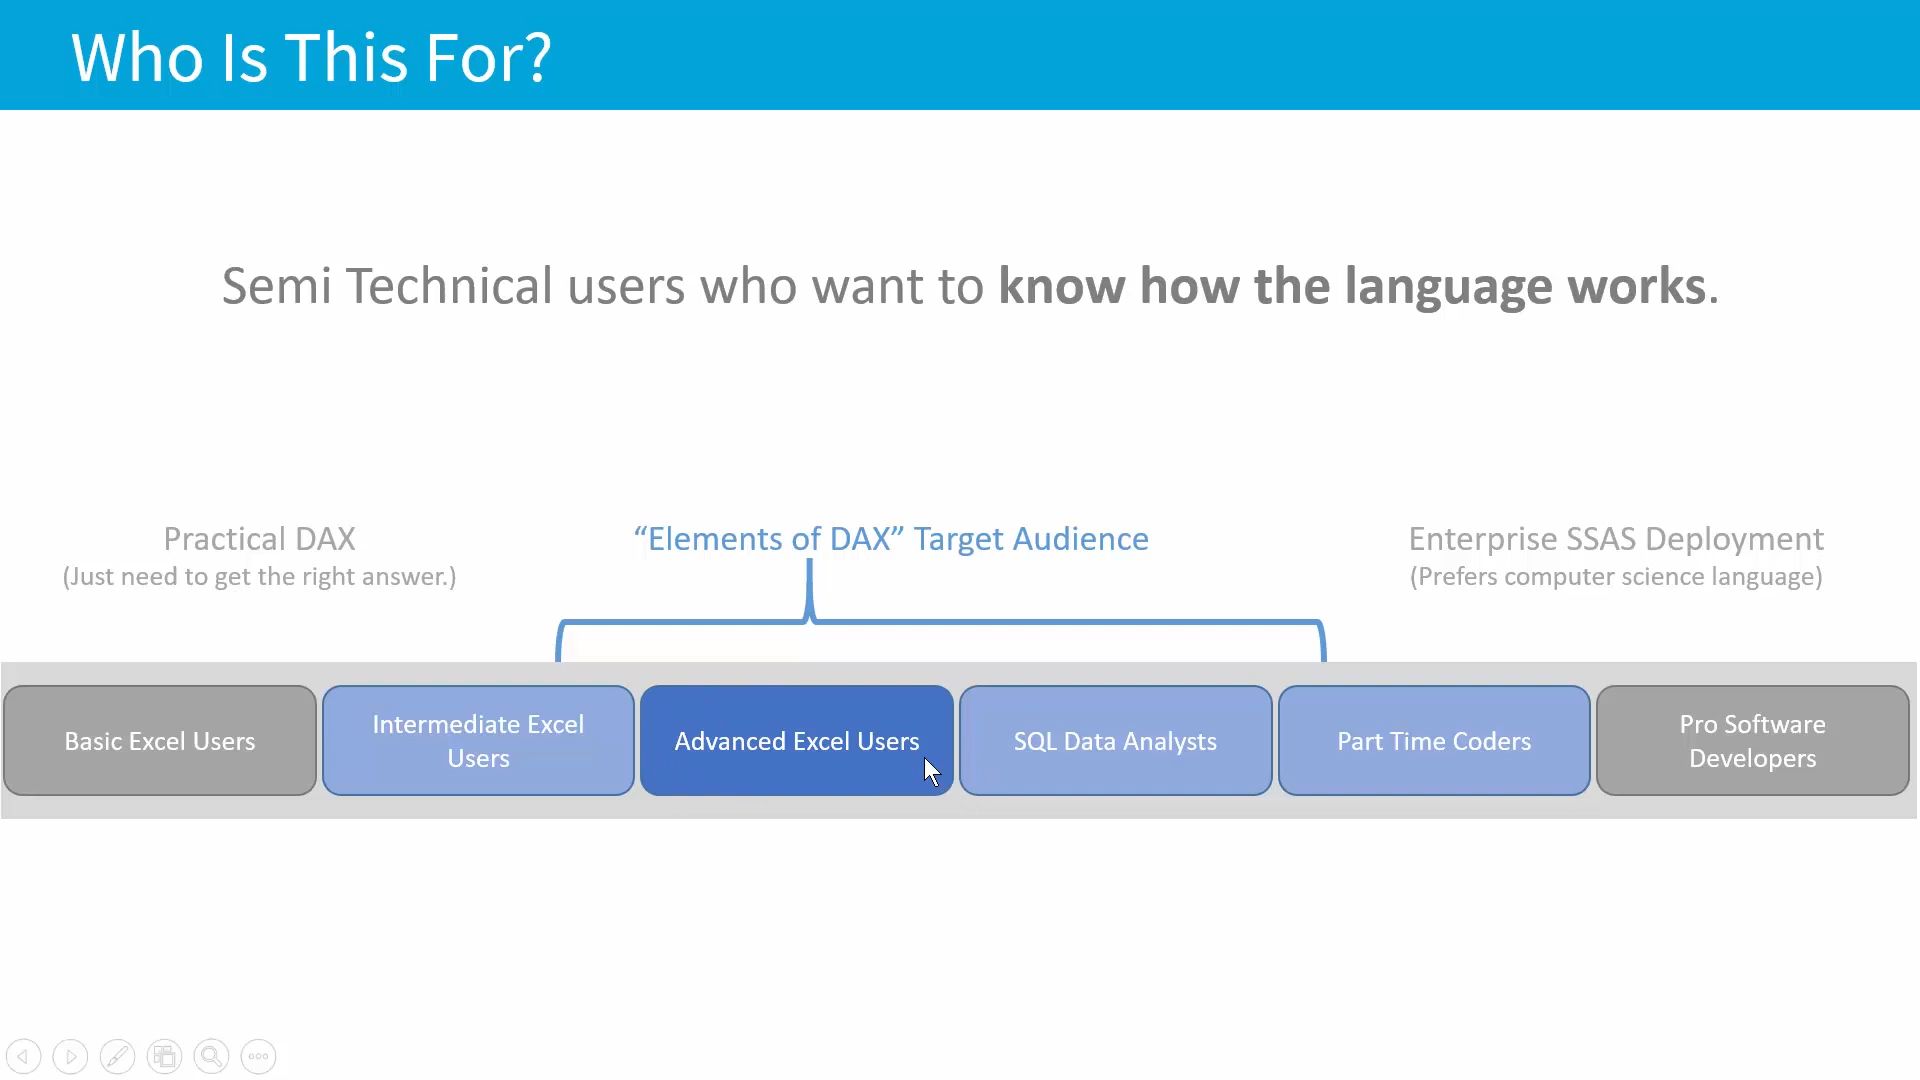 Who Is This For?
Semi Technical users who want to know how the language works.
Practical DAX
(Just need to get the right answer.)
“Elements of DAX” Target Audience
Enterprise SSAS Deployment
(Prefers computer science language)
Basic Excel Users
Intermediate Excel
Users
Advanced Excel Users
SQL Data Analysts
Part Time Coders
Pro Software
Developers